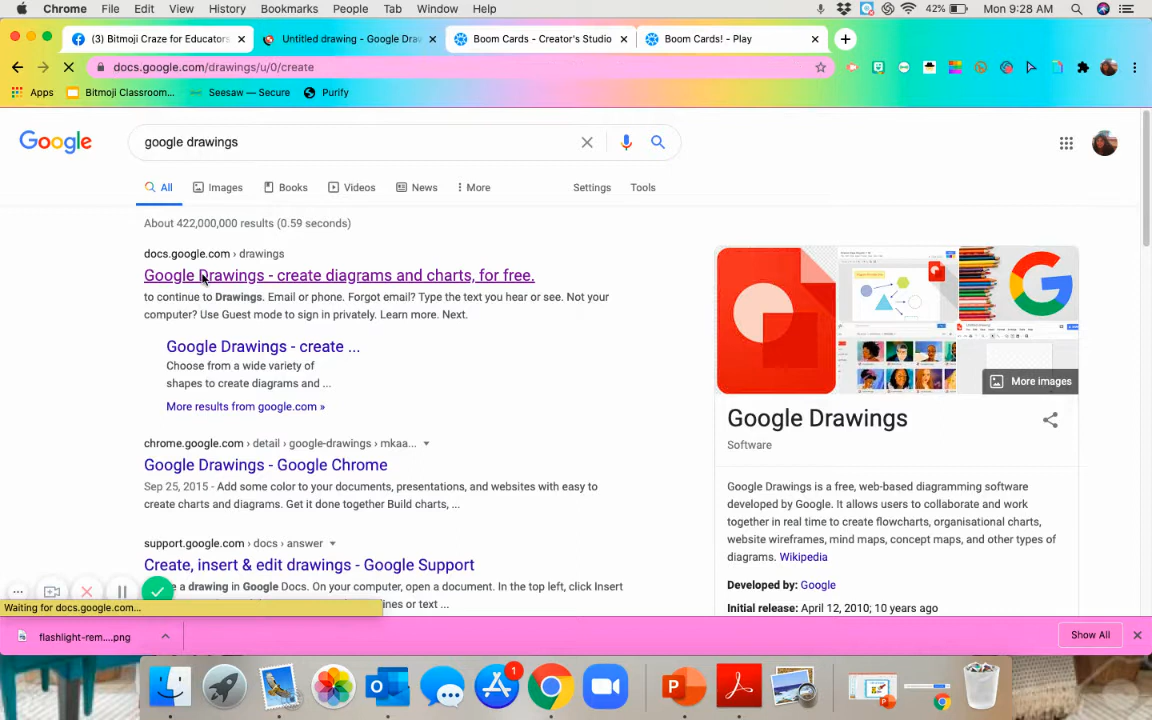 Chrome File Edit View History Bookmarks People Tab Window Help 42% Mon 9:28 AM
(3) Bitmoji Craze for Educators Untitled drawing - Google Draw Boom Cards - Creator's Studio Boom Cards! - Play
docs.google.com/drawings/u/0/create
Apps Bitmoji Classroom... Seesaw — Secure Purify
Google google drawings
All Images Books Videos News More Settings Tools
About 422,000,000 results (0.59 seconds)
docs.google.com › drawings
Google Drawings - create diagrams and charts, for free.
to continue to Drawings. Email or phone. Forgot email? Type the text you hear or see. Not your
computer? Use Guest mode to sign in privately. Learn more. Next.
Google Drawings - create ...
Choose from a wide variety of
shapes to create diagrams and ...
More results from google.com »
chrome.google.com › detail › google-drawings › mkaa...
Google Drawings - Google Chrome
Sep 25, 2015 - Add some color to your documents, presentations, and websites with easy to
create charts and diagrams. Get it done together Build charts, ...
support.google.com › docs › answer
Create, insert & edit drawings - Google Support
a drawing in Google Docs. On your computer, open a document. In the top left, click Insert
ines or text ...
More images
Google Drawings
Software
Google Drawings is a free, web-based diagramming software
developed by Google. It allows users to collaborate and work
together in real time to create flowcharts, organisational charts,
website wireframes, mind maps, concept maps, and other types of
diagrams. Wikipedia
Developed by: Google
Initial release: April 12, 2010; 10 years ago
Waiting for docs.google.com...
flashlight-rem....png Show All
1